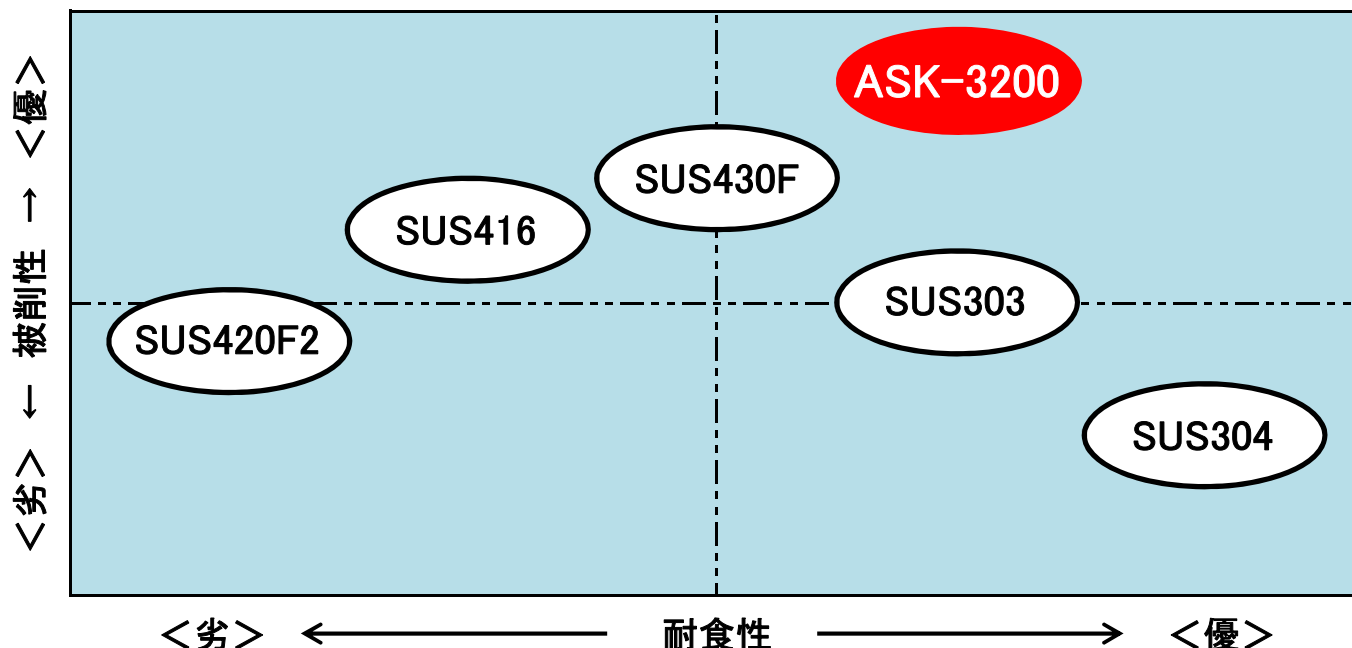 ASK-3200
SUS430F
SUS416
SUS303
SUS420F2
SUS304
<劣> ← 被削性 → <優>
<劣> ← 耐食性 → <優>